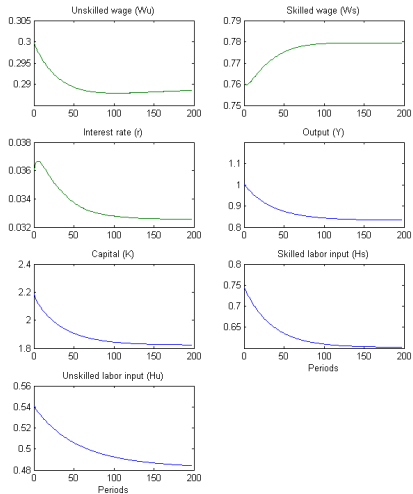 Unskilled wage (Wu)
0.305
0.3
0.295
0.29
0 50 100 150 200
Skilled wage (Ws)
0.79
0.78
0.77
0.76
0.75
0 50 100 150 200
Interest rate (r)
0.038
0.036
0.034
0.032
0 50 100 150 200
Output (Y)
1.1
1
0.9
0.8
0 50 100 150 200
Capital (K)
2.4
2.2
2
1.8
0 50 100 150 200
Skilled labor input (Hs)
0.8
0.75
0.7
0.65
0 50 100 150 200
Periods
Unskilled labor input (Hu)
0.56
0.54
0.52
0.5
0.48
0 50 100 150 200
Periods